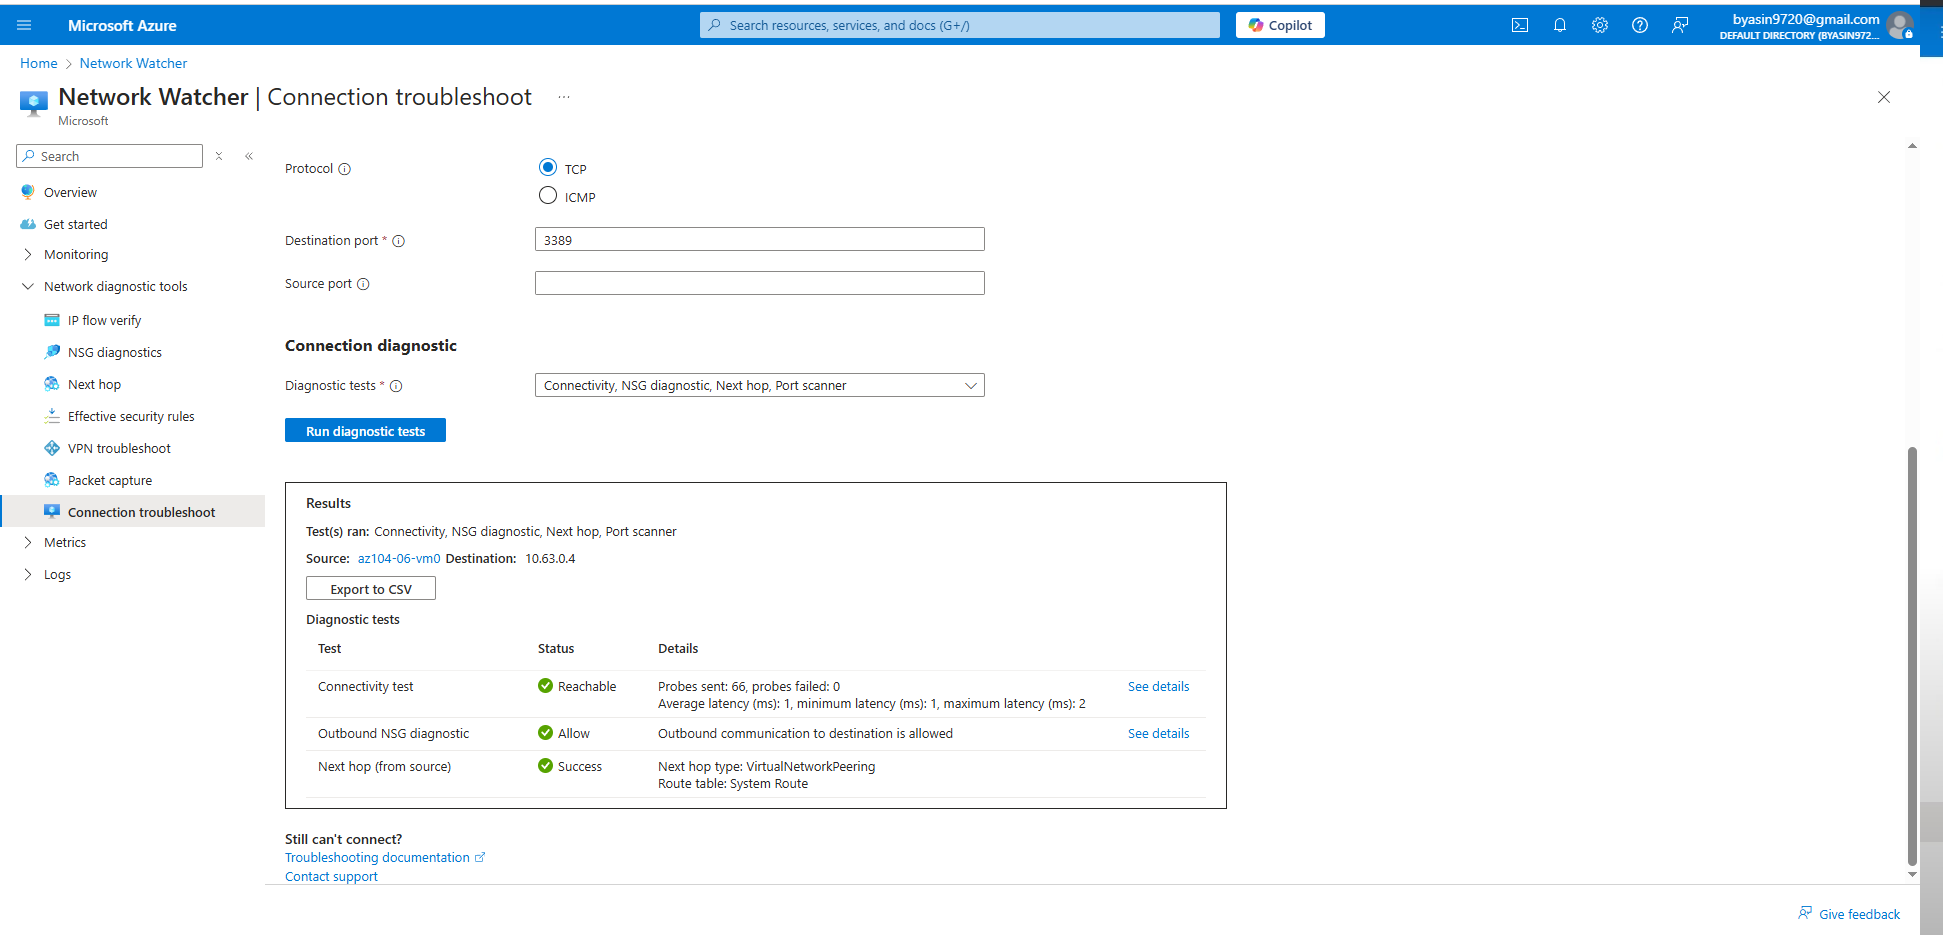 Microsoft Azure
Search resources, services, and docs (G+/)
Copilot
byasin9720@gmail.com
DEFAULT DIRECTORY (BYASIN972...
Home > Network Watcher
Network Watcher | Connection troubleshoot ...
Microsoft
Search
Overview
Get started
Monitoring
Network diagnostic tools
IP flow verify
NSG diagnostics
Next hop
Effective security rules
VPN troubleshoot
Packet capture
Connection troubleshoot
Metrics
Logs
Protocol
TCP
ICMP
Destination port *
3389
Source port
Connection diagnostic
Diagnostic tests *
Connectivity, NSG diagnostic, Next hop, Port scanner
Run diagnostic tests
Results
Test(s) ran: Connectivity, NSG diagnostic, Next hop, Port scanner
Source: az104-06-vm0 Destination: 10.63.0.4
Export to CSV
Diagnostic tests
Test Status Details
Connectivity test Reachable Probes sent: 66, probes failed: 0 See details
Average latency (ms): 1, minimum latency (ms): 1, maximum latency (ms): 2
Outbound NSG diagnostic Allow Outbound communication to destination is allowed See details
Next hop (from source) Success Next hop type: VirtualNetworkPeering
Route table: System Route
Still can't connect?
Troubleshooting documentation
Contact support
Give feedback